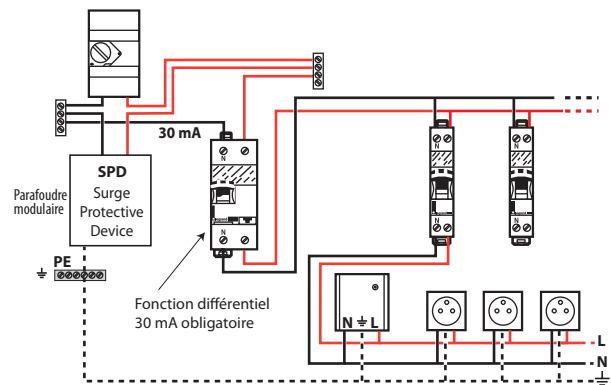 30 mA
SPD
Surge
Protective
Device
Parafoudre
modulaire
PE
Fonction différentiel
30 mA obligatoire
N
N
N
N
N
N L
L
N